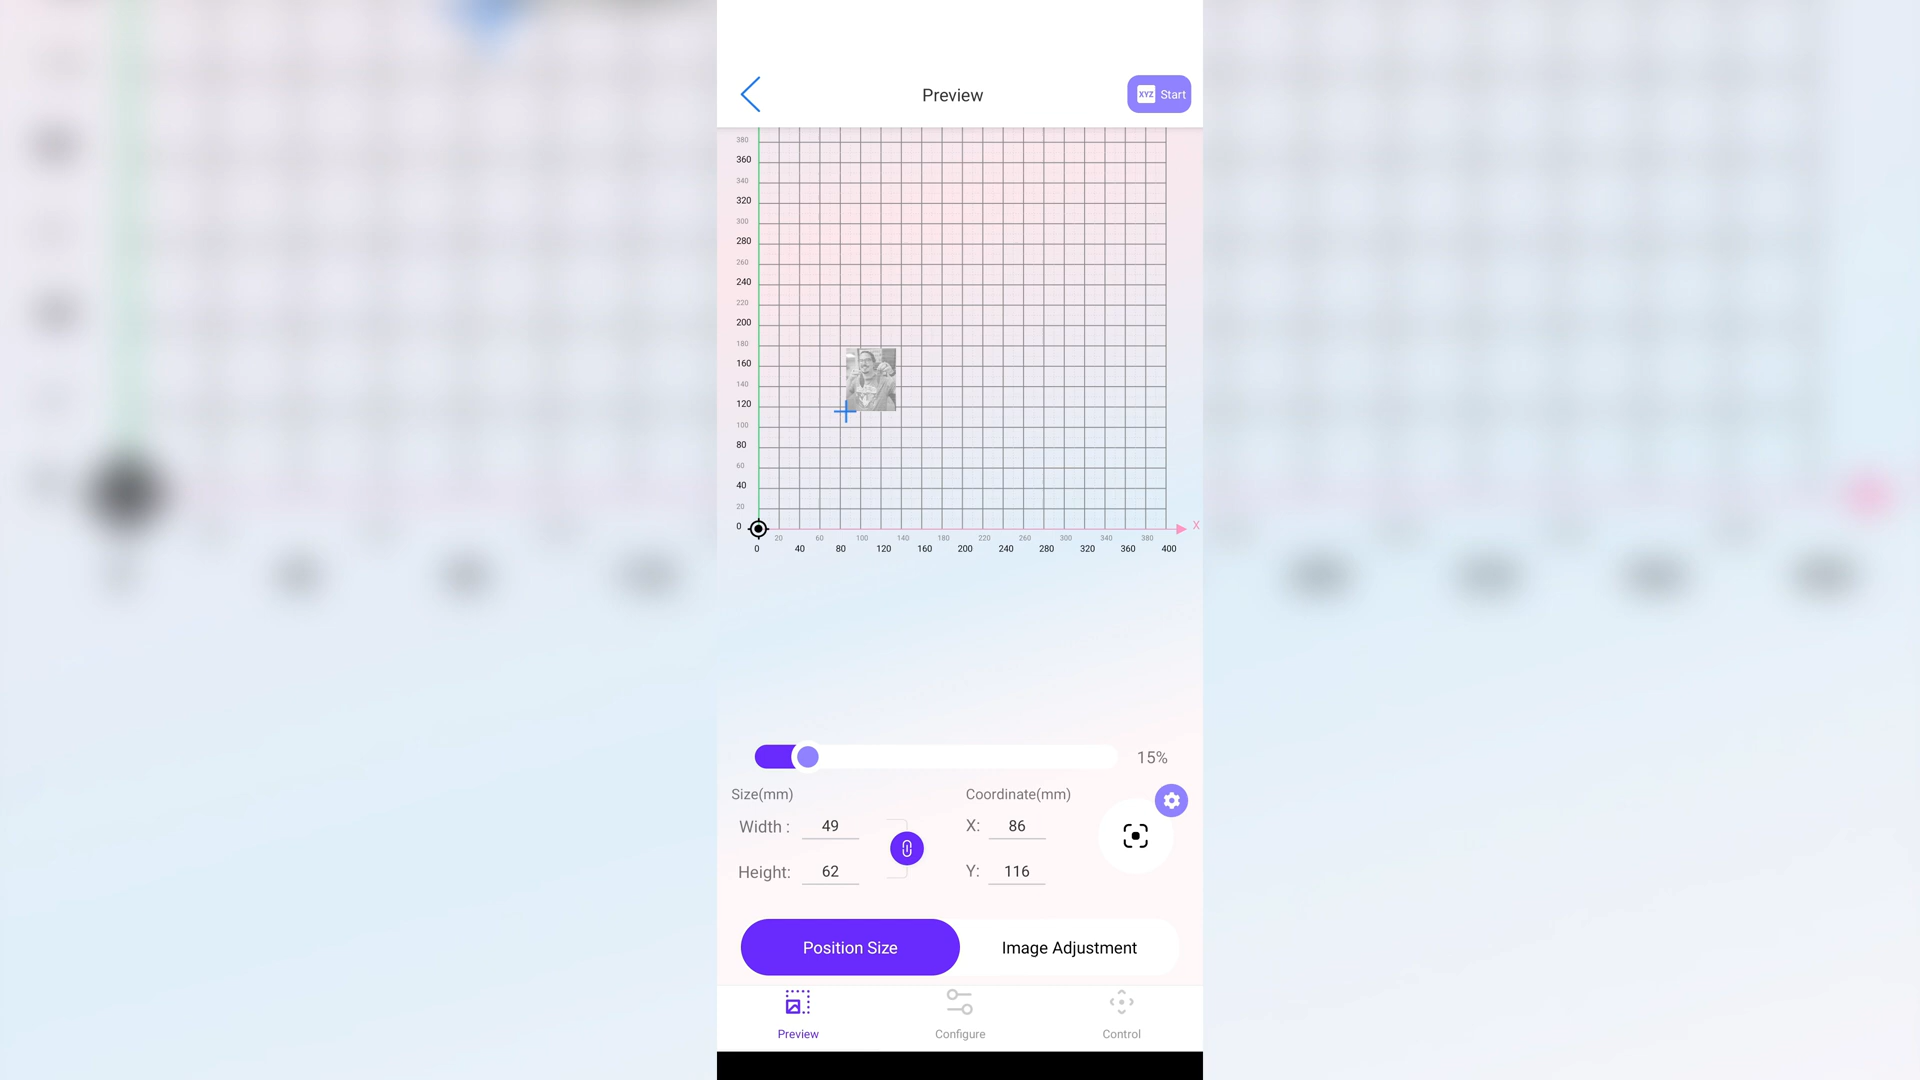 Preview
XYZ Start
380
360
340
320
300
280
260
240
220
200
180
160
140
120
100
80
60
40
20
0
X
20 60 100 140 180 220 260 300 340 380
0 40 80 120 160 200 240 280 320 360 400
15%
Size(mm) Coordinate(mm)
Width : 49 X: 86
Height: 62 Y: 116
Position Size Image Adjustment
Preview Configure Control